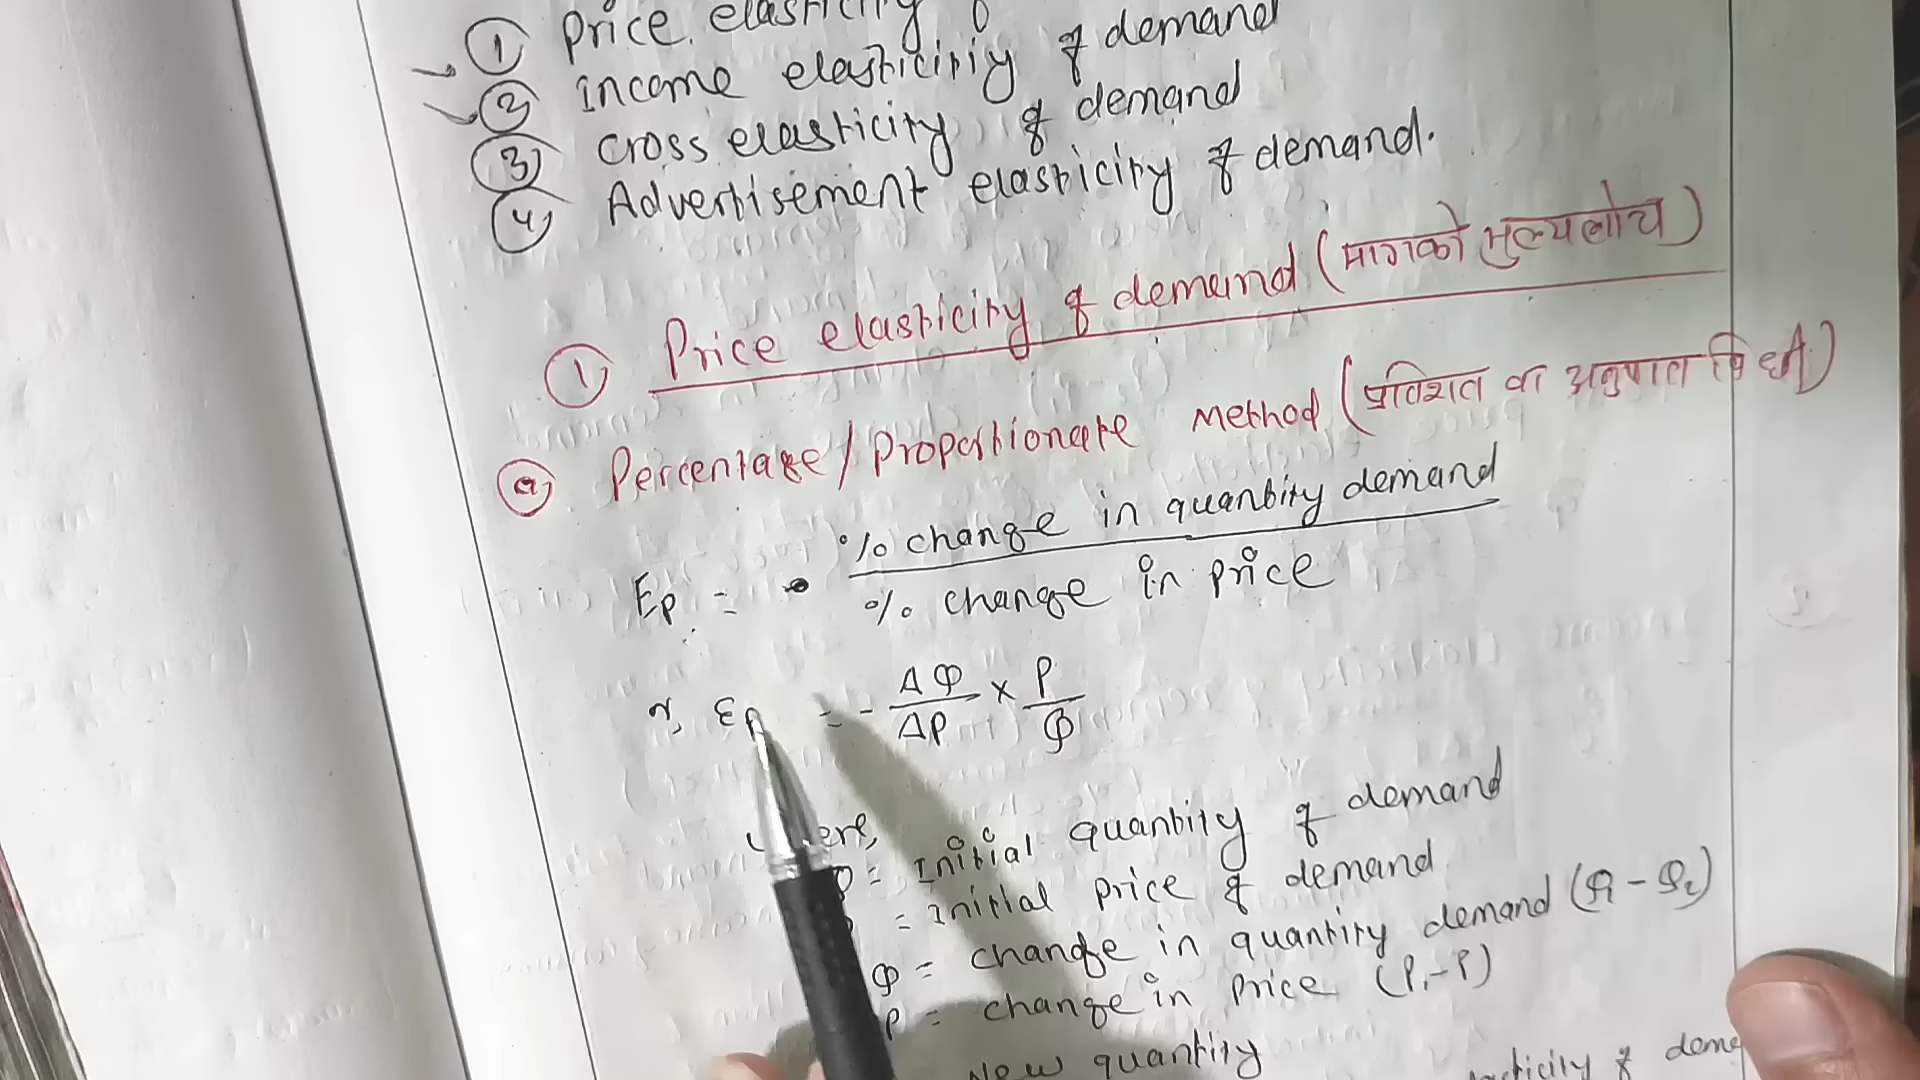 ① Price elasticity of
② income elasticity of demand
③ cross elasticity of demand
④ Advertisement elasticity of demand.
① Price elasticity of demand (मागको मुल्यलोच)
ⓐ Percentage/Proportionate Method (प्रतिशत वा अनुपात विधी)
Ep = - % change in quantity demand / % change in price
or, Ep = - ΔQ/ΔP × P/Q
= Initial quantity of demand
= Initial price of demand
Q = change in quantity demand
P = change in price (P₁-P)
New quantity